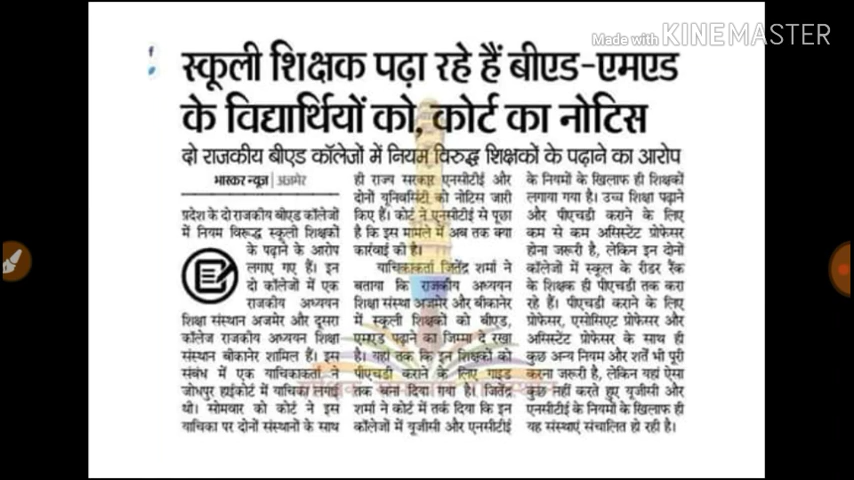 Made with KINEMASTER
स्कूली शिक्षक पढ़ा रहे हैं बीएड-एमएड
के विद्यार्थियों को, कोर्ट का नोटिस
दो राजकीय बीएड कॉलेजों में नियम विरुद्ध शिक्षकों के पढ़ाने का आरोप
भास्कर न्यूज | अजमेर
प्रदेश के दो राजकीय बीएड कॉलेजों
में नियम विरूद्ध स्कूली शिक्षकों
के पढ़ाने के आरोप
लगाए गए हैं। इन
दो कॉलेजों में एक
राजकीय अध्ययन
शिक्षा संस्थान अजमेर और दूसरा
कॉलेज राजकीय अध्ययन शिक्षा
संस्थान बीकानेर शामिल हैं। इस
संबंध में एक याचिकाकर्ता ने
जोधपुर हाईकोर्ट में याचिका लगाई
थी। सोमवार को कोर्ट ने इस
याचिका पर दोनों संस्थानों के साथ
ही राज्य सरकार एनसीटीई और
दोनों यूनिवर्सिटी को नोटिस जारी
किए हैं। कोर्ट ने एनसीटीई से पूछा
है कि इस मामले में अब तक क्या
कार्रवाई की है।
याचिकाकर्ता जितेंद्र शर्मा ने
बताया कि राजकीय अध्ययन
शिक्षा संस्था अजमेर और बीकानेर
में स्कूली शिक्षकों को बीएड,
एमएड पढ़ाने का जिम्मा दे रखा
है। यहां तक कि इन शिक्षकों को
पीएचडी कराने के लिए गाइड
तक बना दिया गया है। जितेंद्र
शर्मा ने कोर्ट में तर्क दिया कि इन
कॉलेजों में यूजीसी और एनसीटीई
के नियमों के खिलाफ ही शिक्षकों
लगाया गया है। उच्च शिक्षा पढ़ाने
और पीएचडी कराने के लिए
कम से कम असिस्टेंट प्रोफेसर
होना जरूरी है, लेकिन इन दोनों
कॉलेजों में स्कूल के रीडर रैंक
के शिक्षक ही पीएचडी तक करा
रहे हैं। पीएचडी कराने के लिए
प्रोफेसर, एसोसिएट प्रोफेसर और
असिस्टेंट प्रोफेसर के साथ ही
कुछ अन्य नियम और शर्तें भी पूरी
करना जरूरी है, लेकिन यहां ऐसा
कुछ नहीं करते हुए यूजीसी और
एनसीटीई के नियमों के खिलाफ ही
यह संस्थाएं संचालित हो रही है।